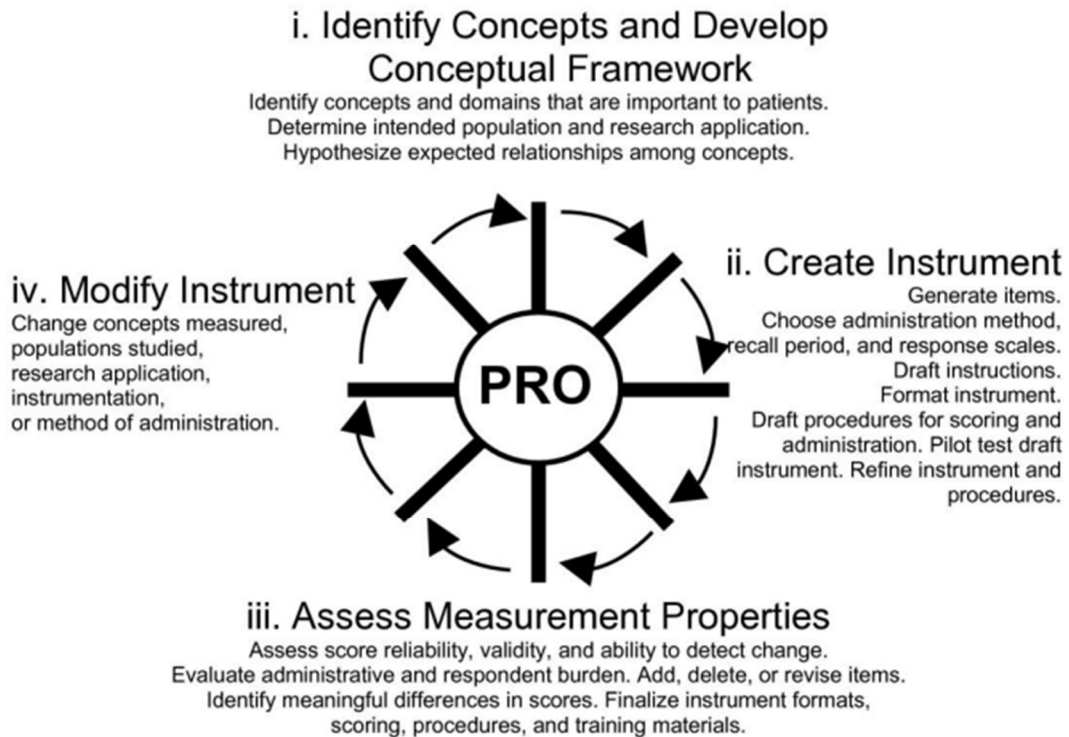 i. Identify Concepts and Develop
Conceptual Framework
Identify concepts and domains that are important to patients.
Determine intended population and research application.
Hypothesize expected relationships among concepts.
ii. Create Instrument
Generate items.
Choose administration method,
recall period, and response scales.
Draft instructions.
Format instrument.
Draft procedures for scoring and
administration. Pilot test draft
instrument. Refine instrument and
procedures.
iv. Modify Instrument
Change concepts measured,
populations studied,
research application,
instrumentation,
or method of administration.
PRO
iii. Assess Measurement Properties
Assess score reliability, validity, and ability to detect change.
Evaluate administrative and respondent burden. Add, delete, or revise items.
Identify meaningful differences in scores. Finalize instrument formats,
scoring, procedures, and training materials.